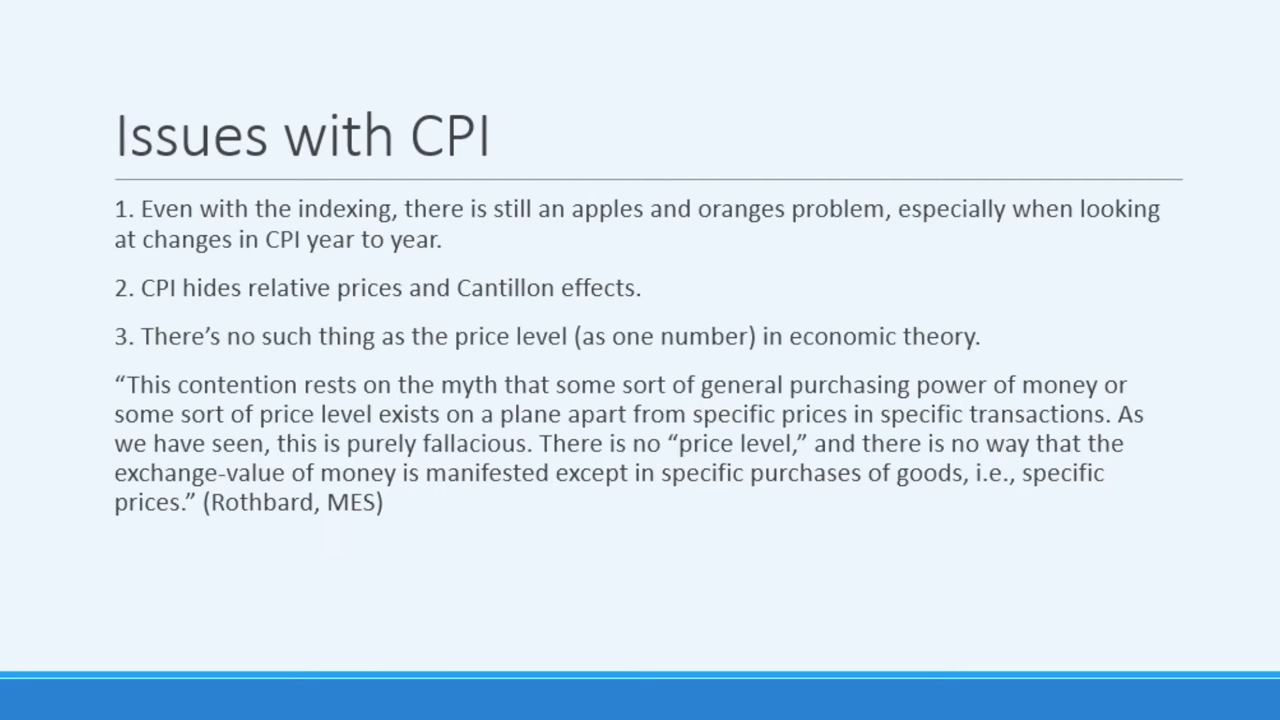 Issues with CPI
1. Even with the indexing, there is still an apples and oranges problem, especially when looking
at changes in CPI year to year.
2. CPI hides relative prices and Cantillon effects.
3. There’s no such thing as the price level (as one number) in economic theory.
“This contention rests on the myth that some sort of general purchasing power of money or
some sort of price level exists on a plane apart from specific prices in specific transactions. As
we have seen, this is purely fallacious. There is no “price level,” and there is no way that the
exchange-value of money is manifested except in specific purchases of goods, i.e., specific
prices.” (Rothbard, MES)